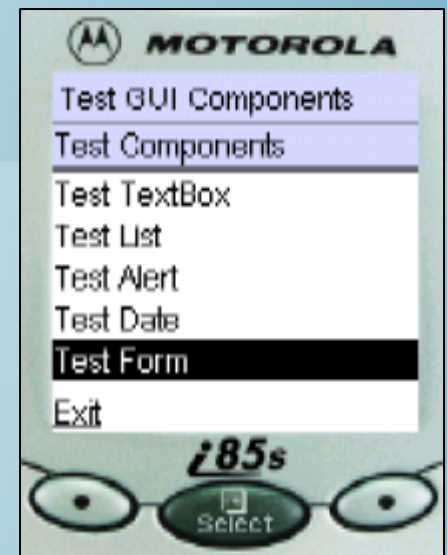 MOTOROLA
Test GUI Components
Test Components
Test TextBox
Test List
Test Alert
Test Date
Test Form
Exit
i85s
Select